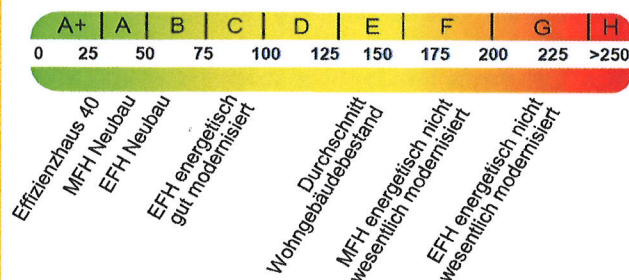 A+ A B C D E F G H
0 25 50 75 100 125 150 175 200 225 >250
Effizienzhaus 40
MFH Neubau
EFH Neubau
EFH energetisch
gut modernisiert
Durchschnitt
Wohngebäudebestand
MFH energetisch nicht
wesentlich modernisiert
EFH energetisch nicht
wesentlich modernisiert